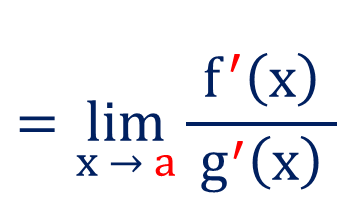 f′(x)
= lim
x → a
g′(x)